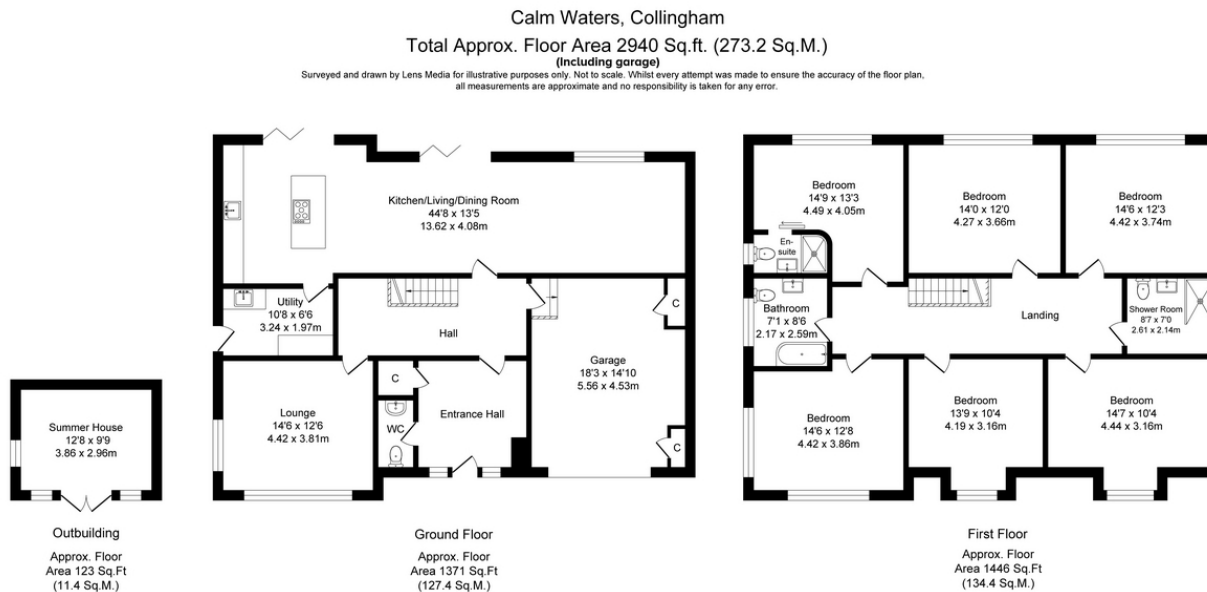 Calm Waters, Collingham
Total Approx. Floor Area 2940 Sq.ft. (273.2 Sq.M.)
(Including garage)
Surveyed and drawn by Lens Media for illustrative purposes only. Not to scale. Whilst every attempt was made to ensure the accuracy of the floor plan,
all measurements are approximate and no responsibility is taken for any error.
Summer House
12'8 x 9'9
3.86 x 2.96m
Outbuilding
Approx. Floor
Area 123 Sq.Ft
(11.4 Sq.M.)
Kitchen/Living/Dining Room
44'8 x 13'5
13.62 x 4.08m
Utility
10'8 x 6'6
3.24 x 1.97m
Hall
C
Garage
18'3 x 14'10
5.56 x 4.53m
Lounge
14'6 x 12'6
4.42 x 3.81m
C
WC
Entrance Hall
C
Ground Floor
Approx. Floor
Area 1371 Sq.Ft
(127.4 Sq.M.)
Bedroom
14'9 x 13'3
4.49 x 4.05m
Bedroom
14'0 x 12'0
4.27 x 3.66m
Bedroom
14'6 x 12'3
4.42 x 3.74m
En-
suite
Bathroom
7'1 x 8'6
2.17 x 2.59m
Landing
Shower Room
8'7 x 7'0
2.61 x 2.14m
Bedroom
14'6 x 12'8
4.42 x 3.86m
Bedroom
13'9 x 10'4
4.19 x 3.16m
Bedroom
14'7 x 10'4
4.44 x 3.16m
First Floor
Approx. Floor
Area 1446 Sq.Ft
(134.4 Sq.M.)